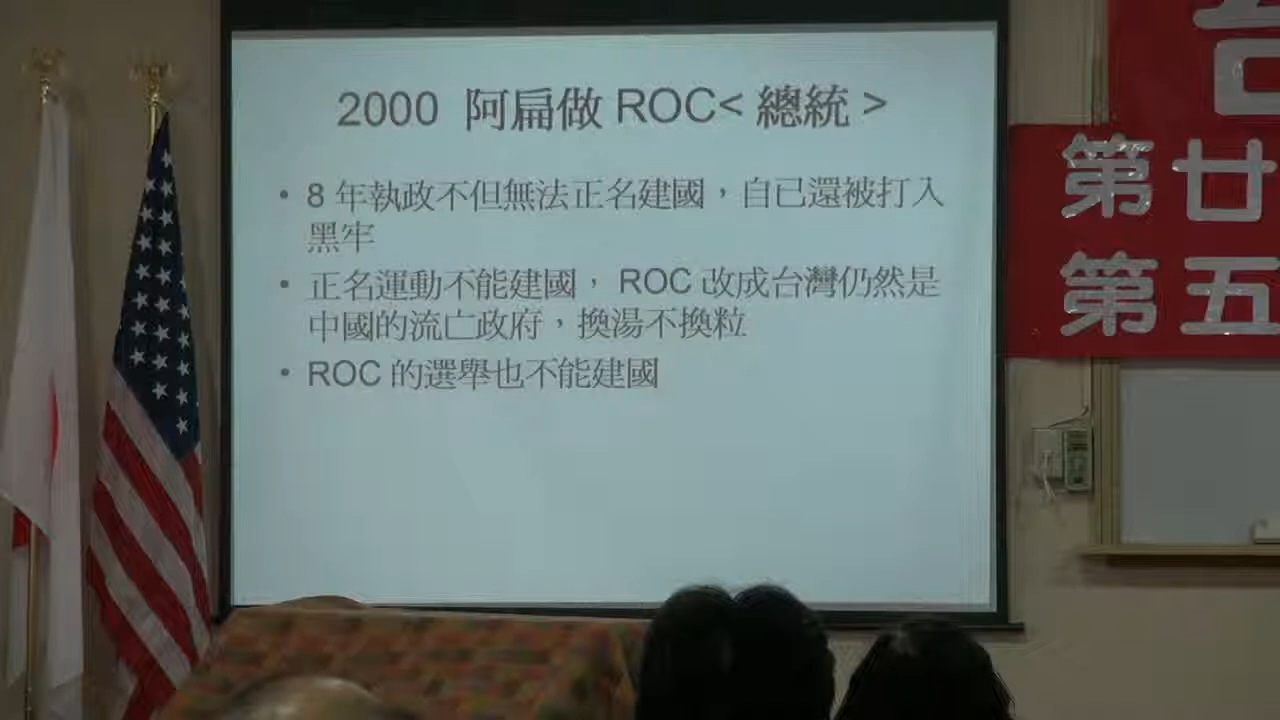 2000 阿扁做 ROC< 總統 >
• 8 年執政不但無法正名建國，自已還被打入
黑牢
• 正名運動不能建國， ROC 改成台灣仍然是
中國的流亡政府，換湯不換粒
• ROC 的選舉也不能建國
第廿
第五